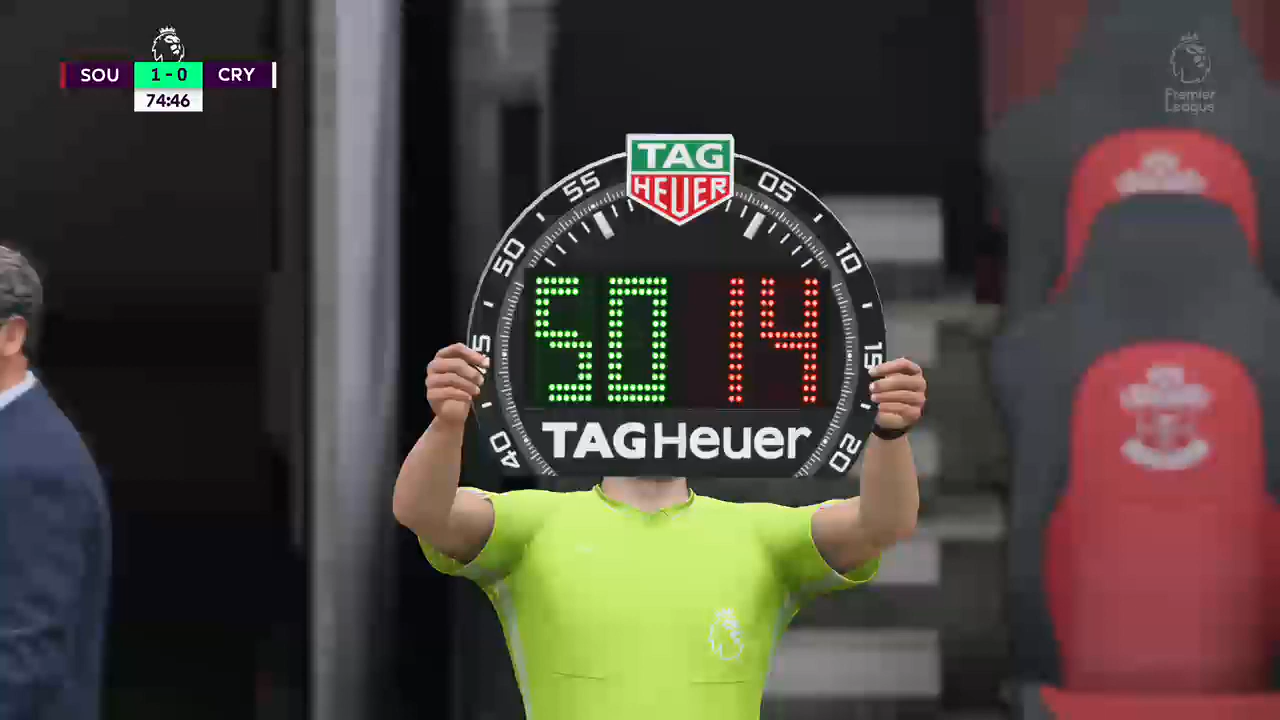 SOU 1 - 0 CRY
74:46
Premier
League
TAG
HEUER
55 05
50 10
50 14
15
40 20
TAGHeuer